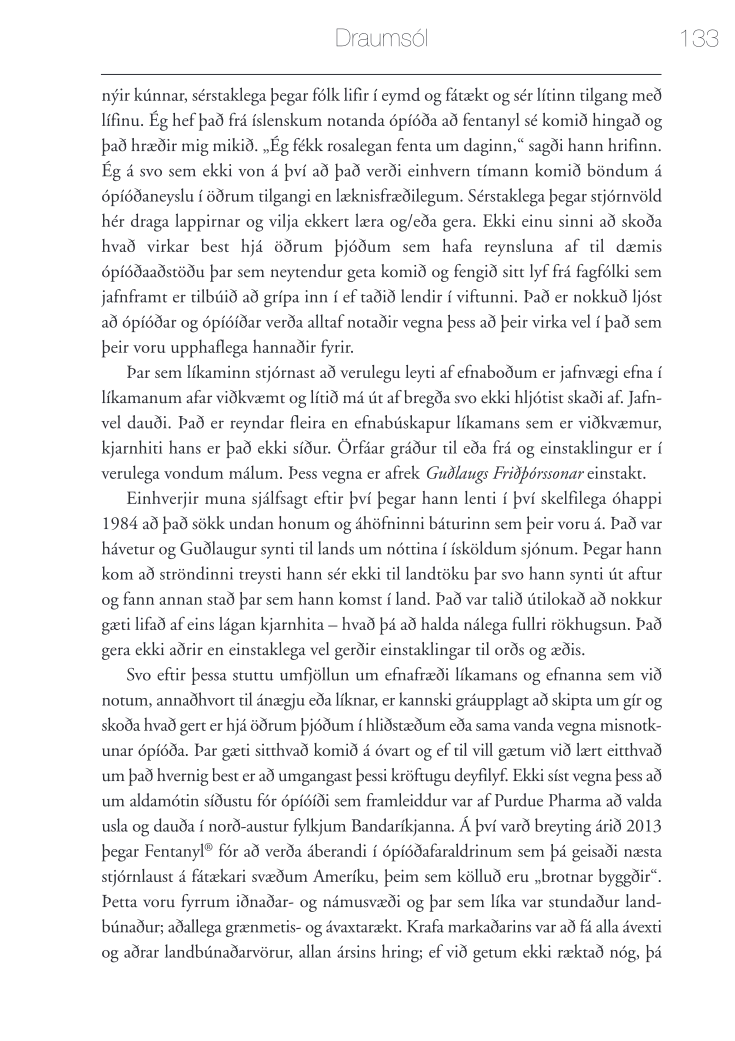 Draumsól 133
nýir kúnnar, sérstaklega þegar fólk lifir í eymd og fátækt og sér lítinn tilgang með
lífinu. Ég hef það frá íslenskum notanda ópíóða að fentanyl sé komið hingað og
það hræðir mig mikið. „Ég fékk rosalegan fenta um daginn,“ sagði hann hrifinn.
Ég á svo sem ekki von á því að það verði einhvern tímann komið böndum á
ópíóðaneyslu í öðrum tilgangi en læknisfræðilegum. Sérstaklega þegar stjórnvöld
hér draga lappirnar og vilja ekkert læra og/eða gera. Ekki einu sinni að skoða
hvað virkar best hjá öðrum þjóðum sem hafa reynsluna af til dæmis
ópíóðaaðstöðu þar sem neytendur geta komið og fengið sitt lyf frá fagfólki sem
jafnframt er tilbúið að grípa inn í ef taðið lendir í viftunni. Það er nokkuð ljóst
að ópíóðar og ópíóíðar verða alltaf notaðir vegna þess að þeir virka vel í það sem
þeir voru upphaflega hannaðir fyrir.
Þar sem líkaminn stjórnast að verulegu leyti af efnaboðum er jafnvægi efna í
líkamanum afar viðkvæmt og lítið má út af bregða svo ekki hljótist skaði af. Jafn-
vel dauði. Það er reyndar fleira en efnabúskapur líkamans sem er viðkvæmur,
kjarnhiti hans er það ekki síður. Örfáar gráður til eða frá og einstaklingur er í
verulega vondum málum. Þess vegna er afrek Guðlaugs Friðþórssonar einstakt.
Einhverjir muna sjálfsagt eftir því þegar hann lenti í því skelfilega óhappi
1984 að það sökk undan honum og áhöfninni báturinn sem þeir voru á. Það var
hávetur og Guðlaugur synti til lands um nóttina í ísköldum sjónum. Þegar hann
kom að ströndinni treysti hann sér ekki til landtöku þar svo hann synti út aftur
og fann annan stað þar sem hann komst í land. Það var talið útilokað að nokkur
gæti lifað af eins lágan kjarnhita – hvað þá að halda nálega fullri rökhugsun. Það
gera ekki aðrir en einstaklega vel gerðir einstaklingar til orðs og æðis.
Svo eftir þessa stuttu umfjöllun um efnafræði líkamans og efnanna sem við
notum, annaðhvort til ánægju eða líknar, er kannski gráupplagt að skipta um gír og
skoða hvað gert er hjá öðrum þjóðum í hliðstæðum eða sama vanda vegna misnotk-
unar ópíóða. Þar gæti sitthvað komið á óvart og ef til vill gætum við lært eitthvað
um það hvernig best er að umgangast þessi kröftugu deyfilyf. Ekki síst vegna þess að
um aldamótin síðustu fór ópíóíði sem framleiddur var af Purdue Pharma að valda
usla og dauða í norð-austur fylkjum Bandaríkjanna. Á því varð breyting árið 2013
þegar Fentanyl® fór að verða áberandi í ópíóðafaraldrinum sem þá geisaði næsta
stjórnlaust á fátækari svæðum Ameríku, þeim sem kölluð eru „brotnar byggðir“.
Þetta voru fyrrum iðnaðar- og námusvæði og þar sem líka var stundaður land-
búnaður; aðallega grænmetis- og ávaxtarækt. Krafa markaðarins var að fá alla ávexti
og aðrar landbúnaðarvörur, allan ársins hring; ef við getum ekki ræktað nóg, þá